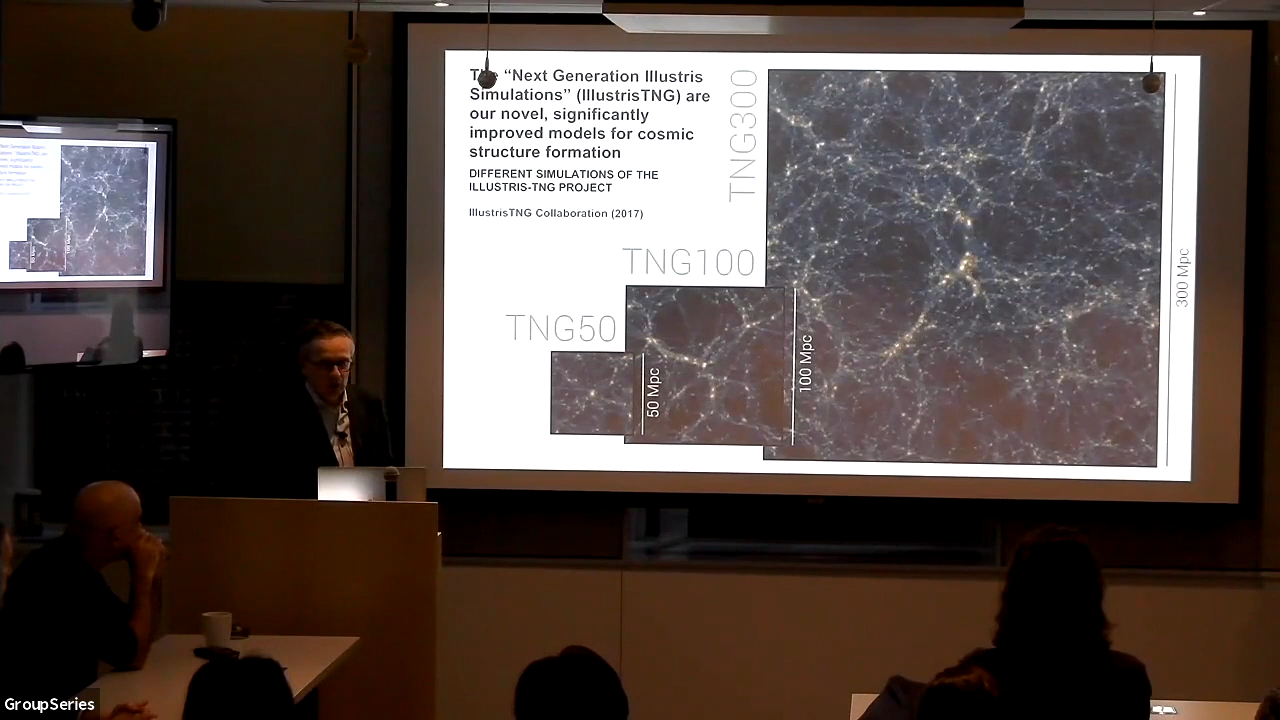 The “Next Generation Illustris
Simulations” (IllustrisTNG) are
our novel, significantly
improved models for cosmic
structure formation
DIFFERENT SIMULATIONS OF THE
ILLUSTRIS-TNG PROJECT
IllustrisTNG Collaboration (2017)
TNG300
TNG100
TNG50
50 Mpc
100 Mpc
300 Mpc
GroupSeries